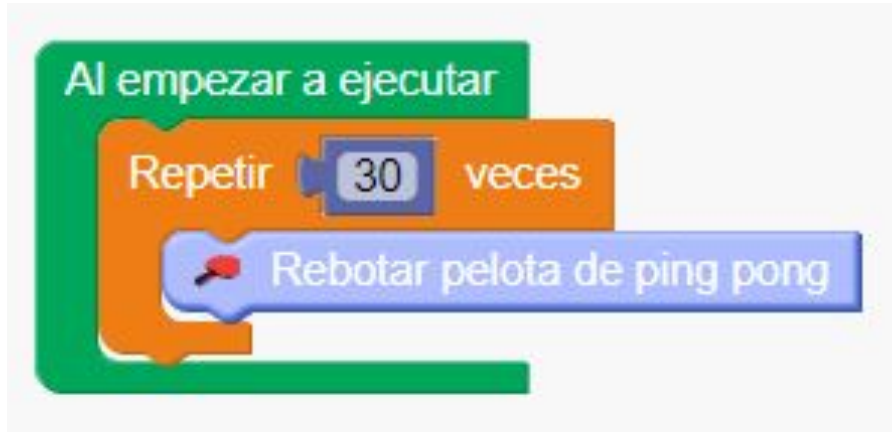 Al empezar a ejecutar
Repetir 30 veces
Rebotar pelota de ping pong